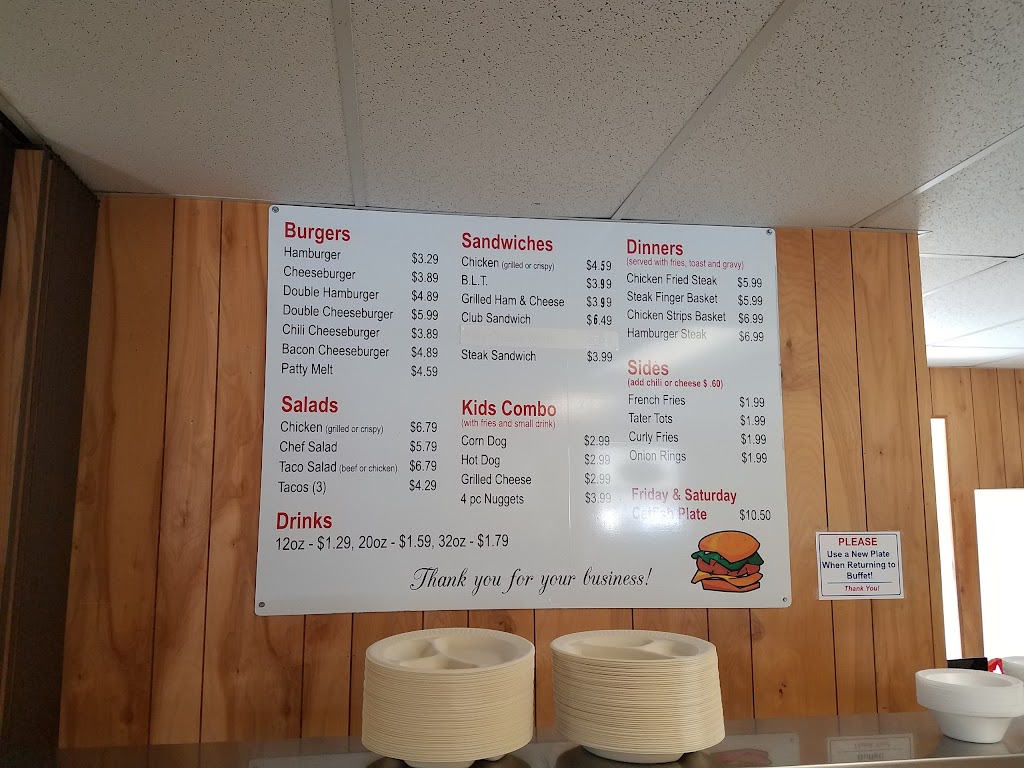 Burgers
Hamburger $3.29
Cheeseburger $3.89
Double Hamburger $4.89
Double Cheeseburger $5.99
Chili Cheeseburger $3.89
Bacon Cheeseburger $4.89
Patty Melt $4.59
Salads
Chicken (grilled or crispy) $6.79
Chef Salad $5.79
Taco Salad (beef or chicken) $6.79
Tacos (3) $4.29
Drinks
12oz - $1.29, 20oz - $1.59, 32oz - $1.79
Sandwiches
Chicken (grilled or crispy) $4.59
B.L.T. $3.99
Grilled Ham & Cheese $3.99
Club Sandwich $6.49
Steak Sandwich $3.99
Kids Combo
(with fries and small drink)
Corn Dog $2.99
Hot Dog $2.99
Grilled Cheese $2.99
4 pc Nuggets $3.99
Dinners
(served with fries, toast and gravy)
Chicken Fried Steak $5.99
Steak Finger Basket $5.99
Chicken Strips Basket $6.99
Hamburger Steak $6.99
Sides
(add chili or cheese $ .60)
French Fries $1.99
Tater Tots $1.99
Curly Fries $1.99
Onion Rings $1.99
Friday & Saturday
Catfish Plate $10.50
Thank you for your business!
PLEASE
Use a New Plate
When Returning to
Buffet!
Thank You!